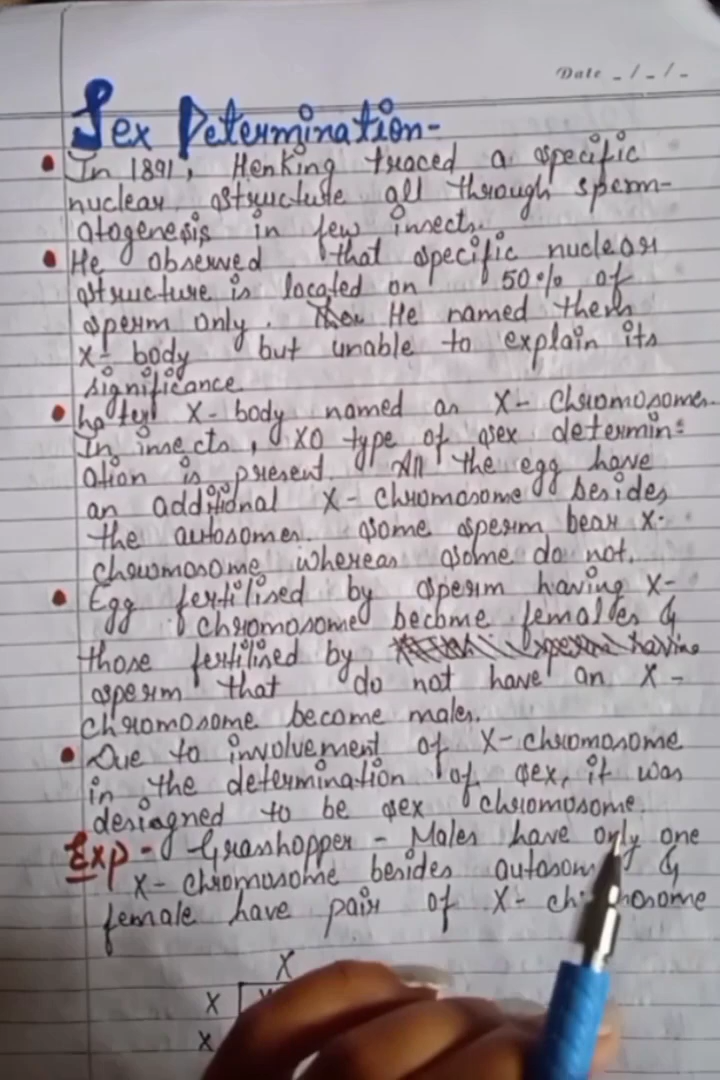 Date _/_/_
Sex Determination-
• In 1891, Henking traced a specific
nuclear structure all through sperm-
atogenesis in few insects.
• He observed that specific nuclear
structure is located on 50% of
sperm only. He named them
X- body but unable to explain its
significance
• Later X-body named as X- Chromosome.
In insects, XO type of sex determin-
ation is present. All the egg have
an additional X- chromosome besides
the autosomes. Some sperm bear X-
chromosome whereas some do not.
• Egg fertilised by sperm having X-
chromosome become females &
those fertilised by sperm having
sperm that do not have an X-
chromosome become males.
• Due to involvement of X-chromosome
in the determination of sex, it was
designed to be sex chromosome.
Exp- Grasshopper - Males have only one
X- chromosome besides &
female have pair of X-
X
X
X